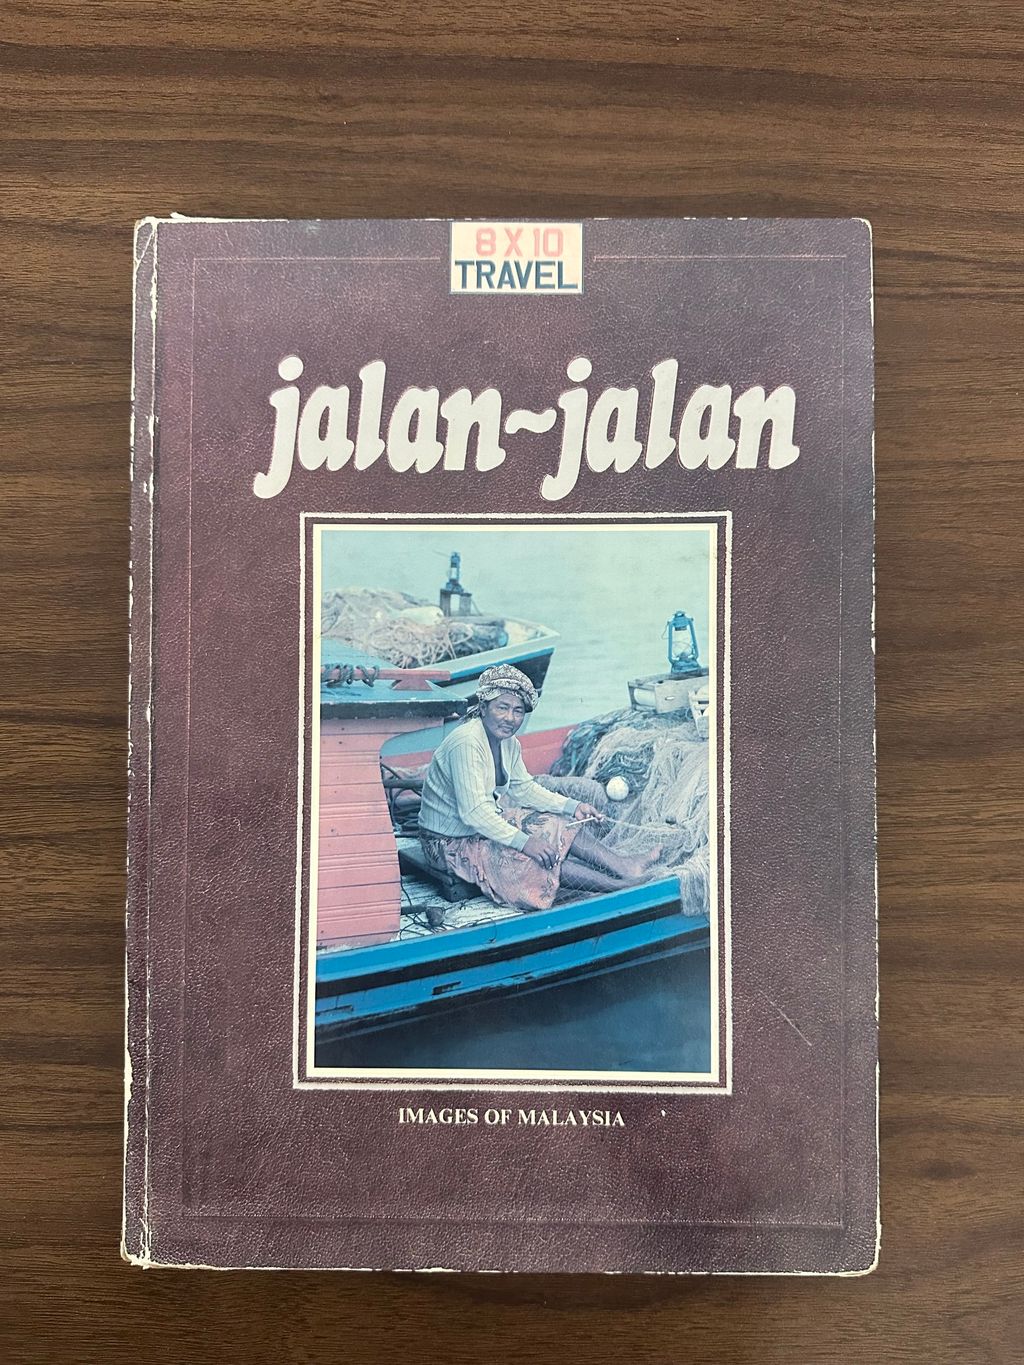 8 X 10
TRAVEL
jalan~jalan
IMAGES OF MALAYSIA